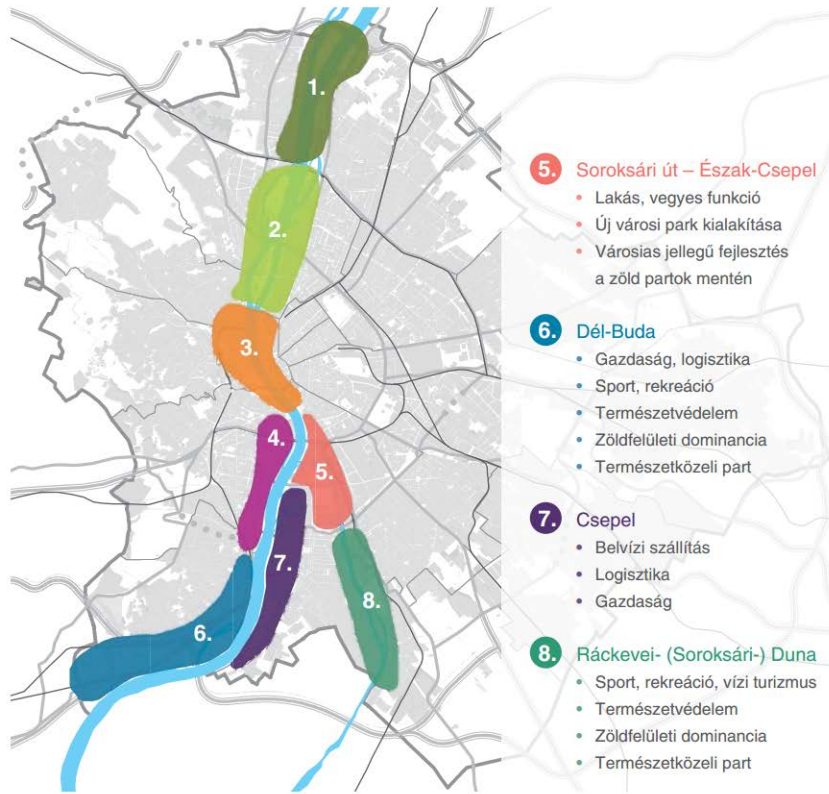 1.
2.
3.
4.
5.
6.
7.
8.
5. Soroksári út – Észak-Csepel
• Lakás, vegyes funkció
• Új városi park kialakítása
• Városias jellegű fejlesztés
a zöld partok mentén
6. Dél-Buda
• Gazdaság, logisztika
• Sport, rekreáció
• Természetvédelem
• Zöldfelületi dominancia
• Természetközeli part
7. Csepel
• Belvízi szállítás
• Logisztika
• Gazdaság
8. Ráckevei- (Soroksári-) Duna
• Sport, rekreáció, vízi turizmus
• Természetvédelem
• Zöldfelületi dominancia
• Természetközeli part